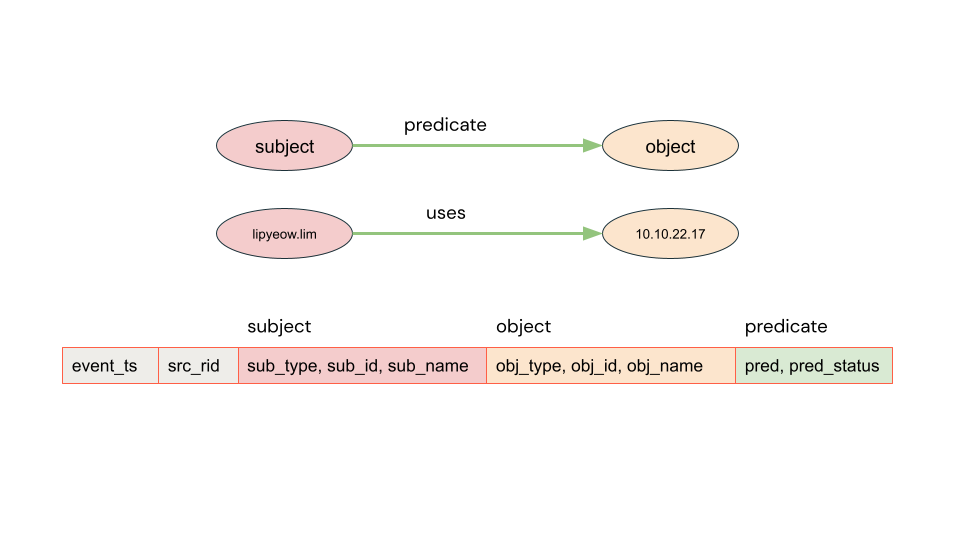 predicate
subject
object
uses
lipyeow.lim
10.10.22.17
subject
object
predicate
event_ts
src_rid
sub_type, sub_id, sub_name
obj_type, obj_id, obj_name
pred, pred_status